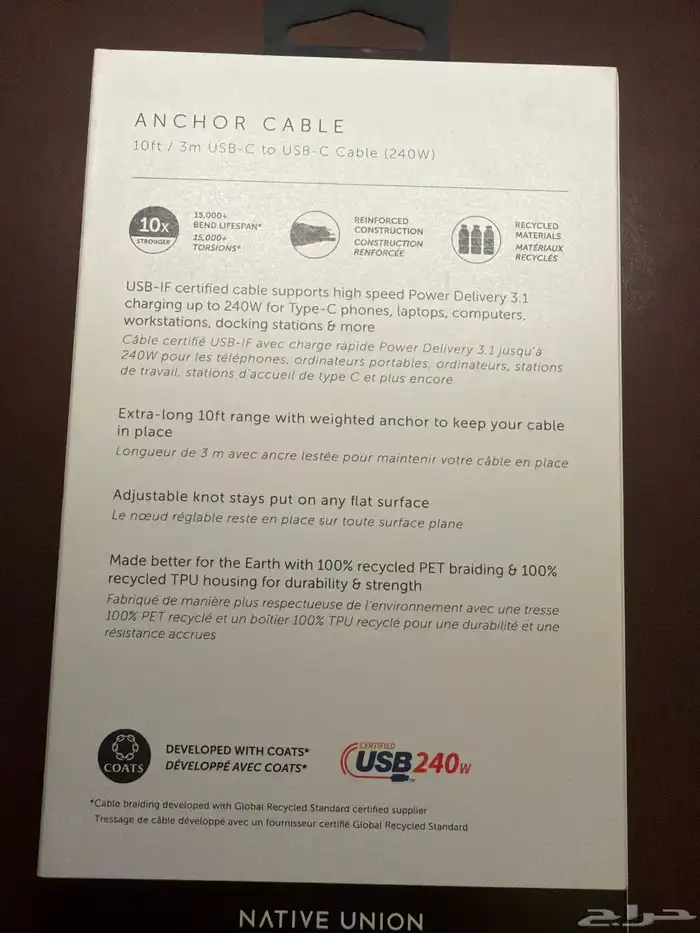 ANCHOR CABLE
10ft / 3m USB-C to USB-C Cable (240W)
10x
STRONGER
15,000+
BEND LIFESPAN*
15,000+
TORSIONS*
REINFORCED
CONSTRUCTION
CONSTRUCTION
RENFORCÉE
RECYCLED
MATERIALS
MATÉRIAUX
RECYCLÉS
USB-IF certified cable supports high speed Power Delivery 3.1
charging up to 240W for Type-C phones, laptops, computers,
workstations, docking stations & more
Câble certifié USB-IF avec charge rapide Power Delivery 3.1 jusqu'à
240W pour les téléphones, ordinateurs portables, ordinateurs, stations
de travail, stations d'accueil de type C et plus encore
Extra-long 10ft range with weighted anchor to keep your cable
in place
Longueur de 3 m avec ancre lestée pour maintenir votre câble en place
Adjustable knot stays put on any flat surface
Le nœud réglable reste en place sur toute surface plane
Made better for the Earth with 100% recycled PET braiding & 100%
recycled TPU housing for durability & strength
Fabriqué de manière plus respectueuse de l'environnement avec une tresse
100% PET recyclé et un boîtier 100% TPU recyclé pour une durabilité et une
résistance accrues
COATS
DEVELOPED WITH COATS*
DÉVELOPPÉ AVEC COATS*
CERTIFIED
USB 240W
*Cable braiding developed with Global Recycled Standard certified supplier
Tressage de câble développé avec un fournisseur certifié Global Recycled Standard
NATIVE UNION
حراج